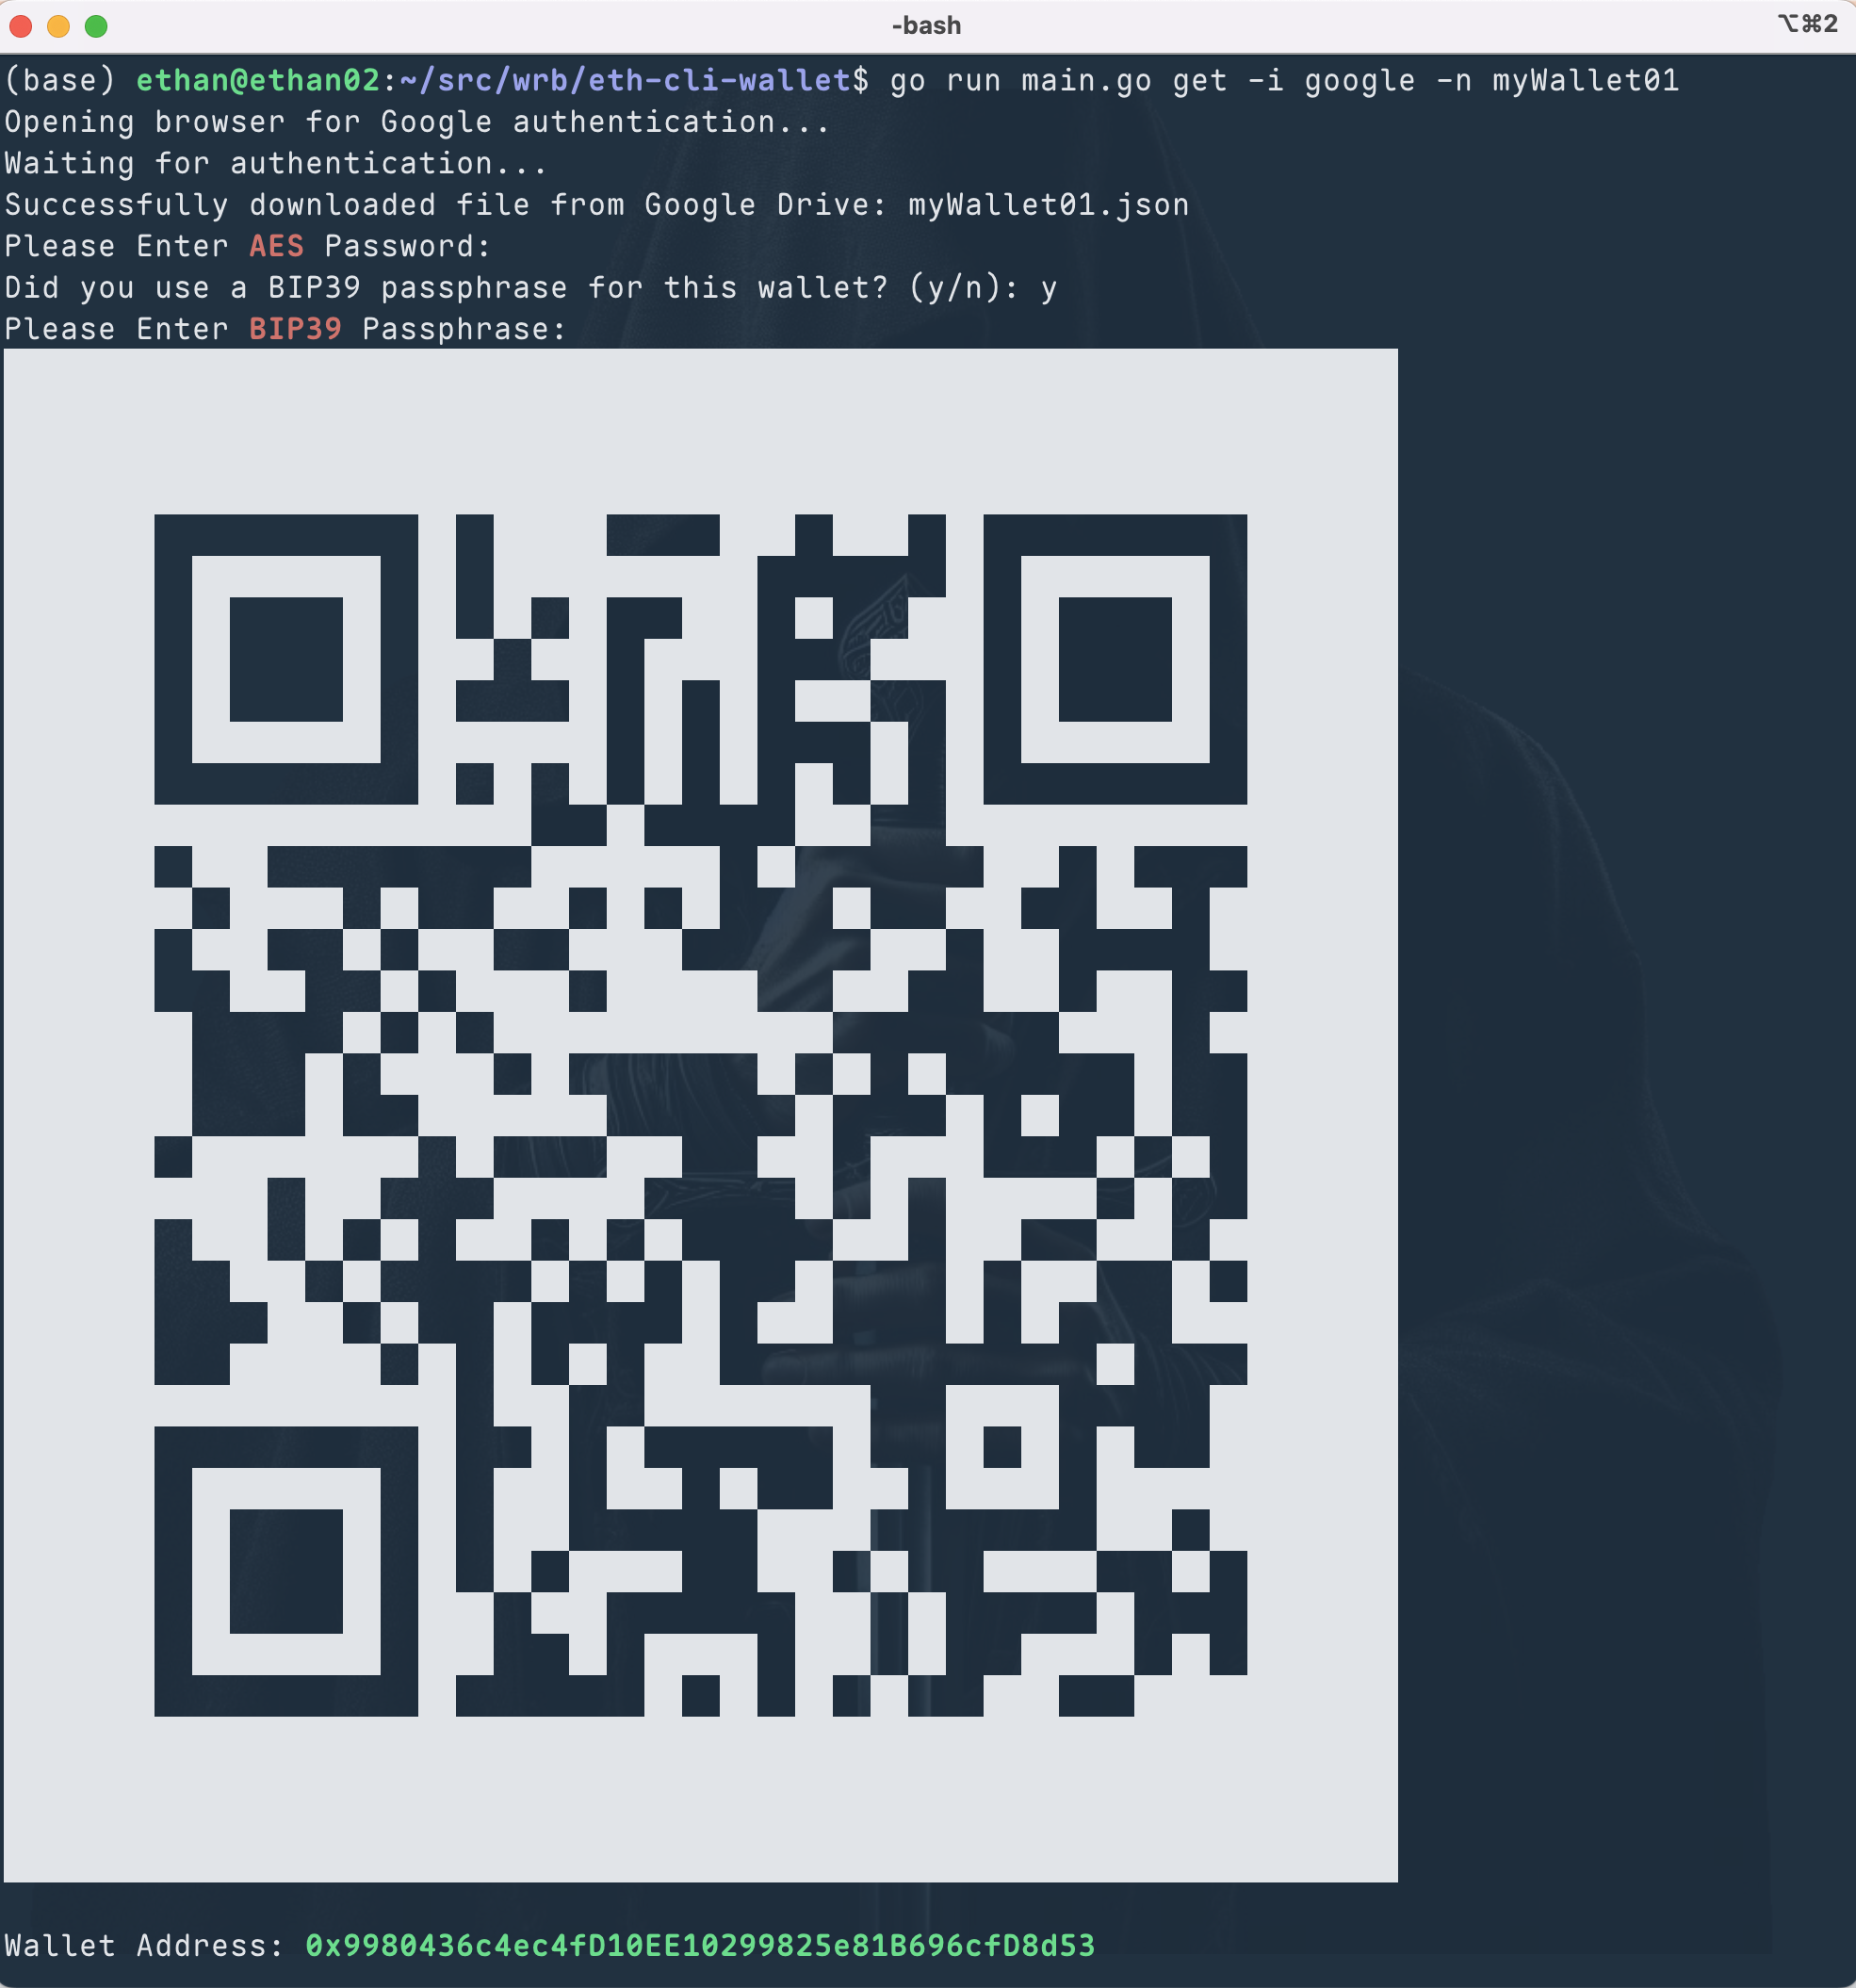 -bash
⌥⌘2
(base) ethan@ethan02:~/src/wrb/eth-cli-wallet$ go run main.go get -i google -n myWallet01
Opening browser for Google authentication...
Waiting for authentication...
Successfully downloaded file from Google Drive: myWallet01.json
Please Enter AES Password:
Did you use a BIP39 passphrase for this wallet? (y/n): y
Please Enter BIP39 Passphrase:
Wallet Address: 0x9980436c4ec4fD10EE10299825e81B696cfD8d53